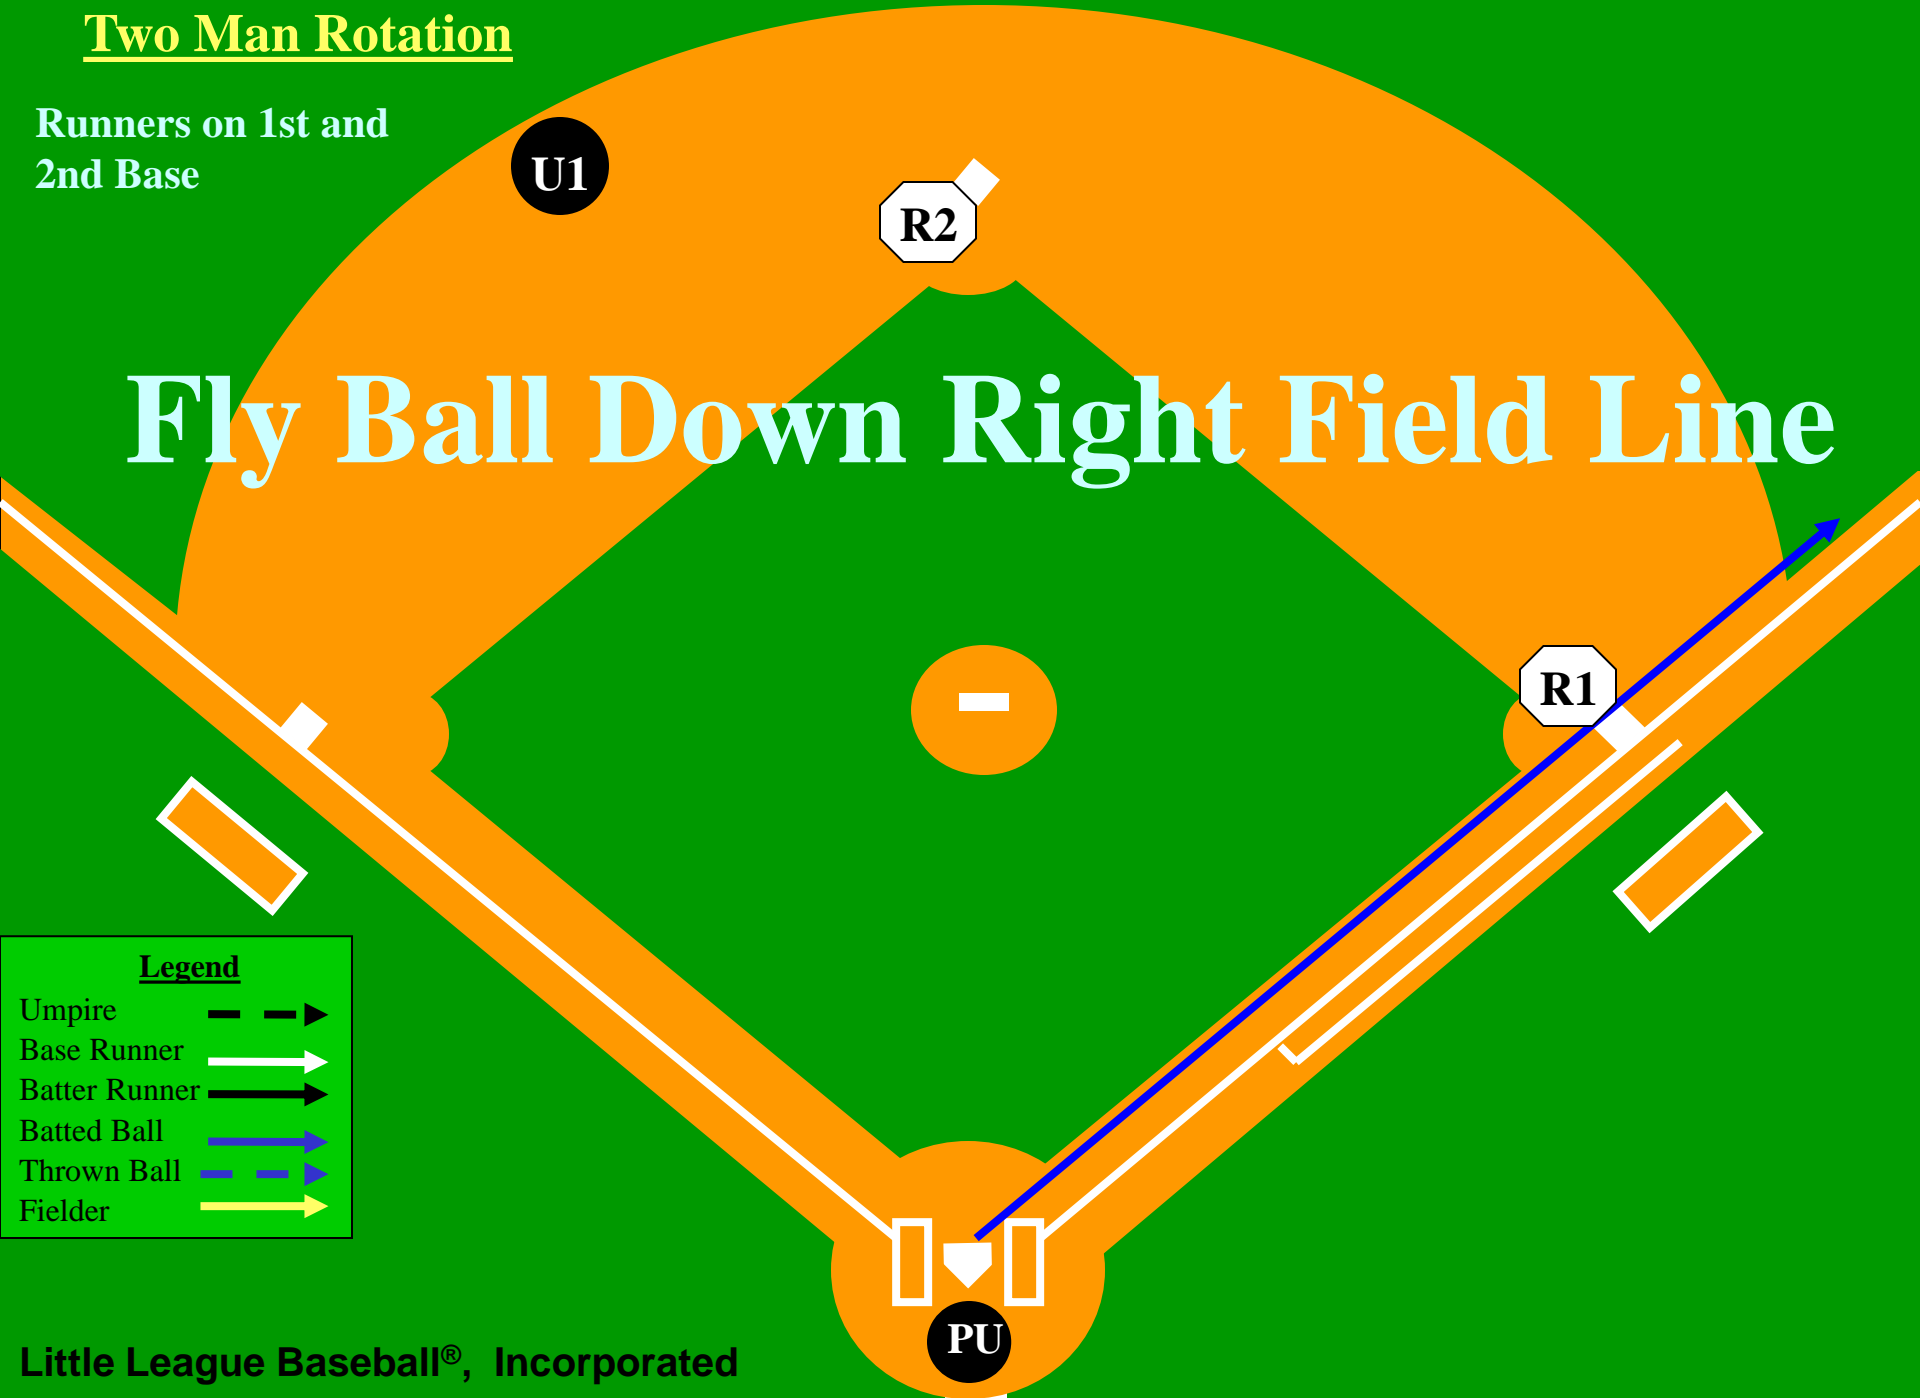 Two Man Rotation
Runners on 1st and
2nd Base
U1
R2
Fly Ball Down Right Field Line
R1
Legend
Umpire
Base Runner
Batter Runner
Batted Ball
Thrown Ball
Fielder
PU
Little League Baseball®, Incorporated